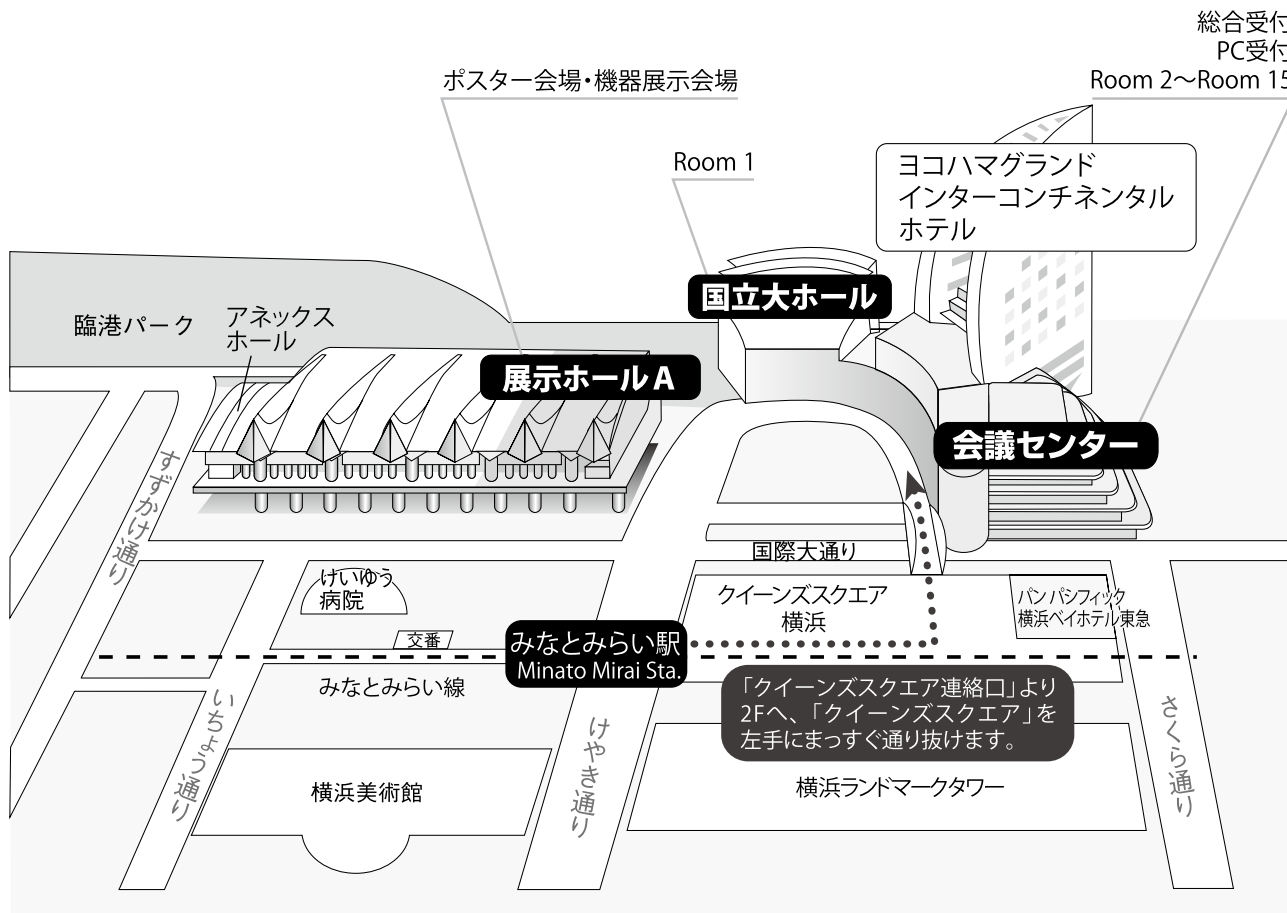 総合受付
PC受付
Room 2〜Room 15
ポスター会場・機器展示会場
Room 1
ヨコハマグランド
インターコンチネンタル
ホテル
国立大ホール
臨港パーク
アネックス
ホール
展示ホールA
会議センター
すずかけ通り
国際大通り
けいゆう
病院
クイーンズスクエア
横浜
パン パシフィック
横浜ベイホテル東急
交番
みなとみらい駅
Minato Mirai Sta.
みなとみらい線
「クイーンズスクエア連絡口」より
2Fへ、「クイーンズスクエア」を
左手にまっすぐ通り抜けます。
いちょう通り
けやき通り
さくら通り
横浜美術館
横浜ランドマークタワー